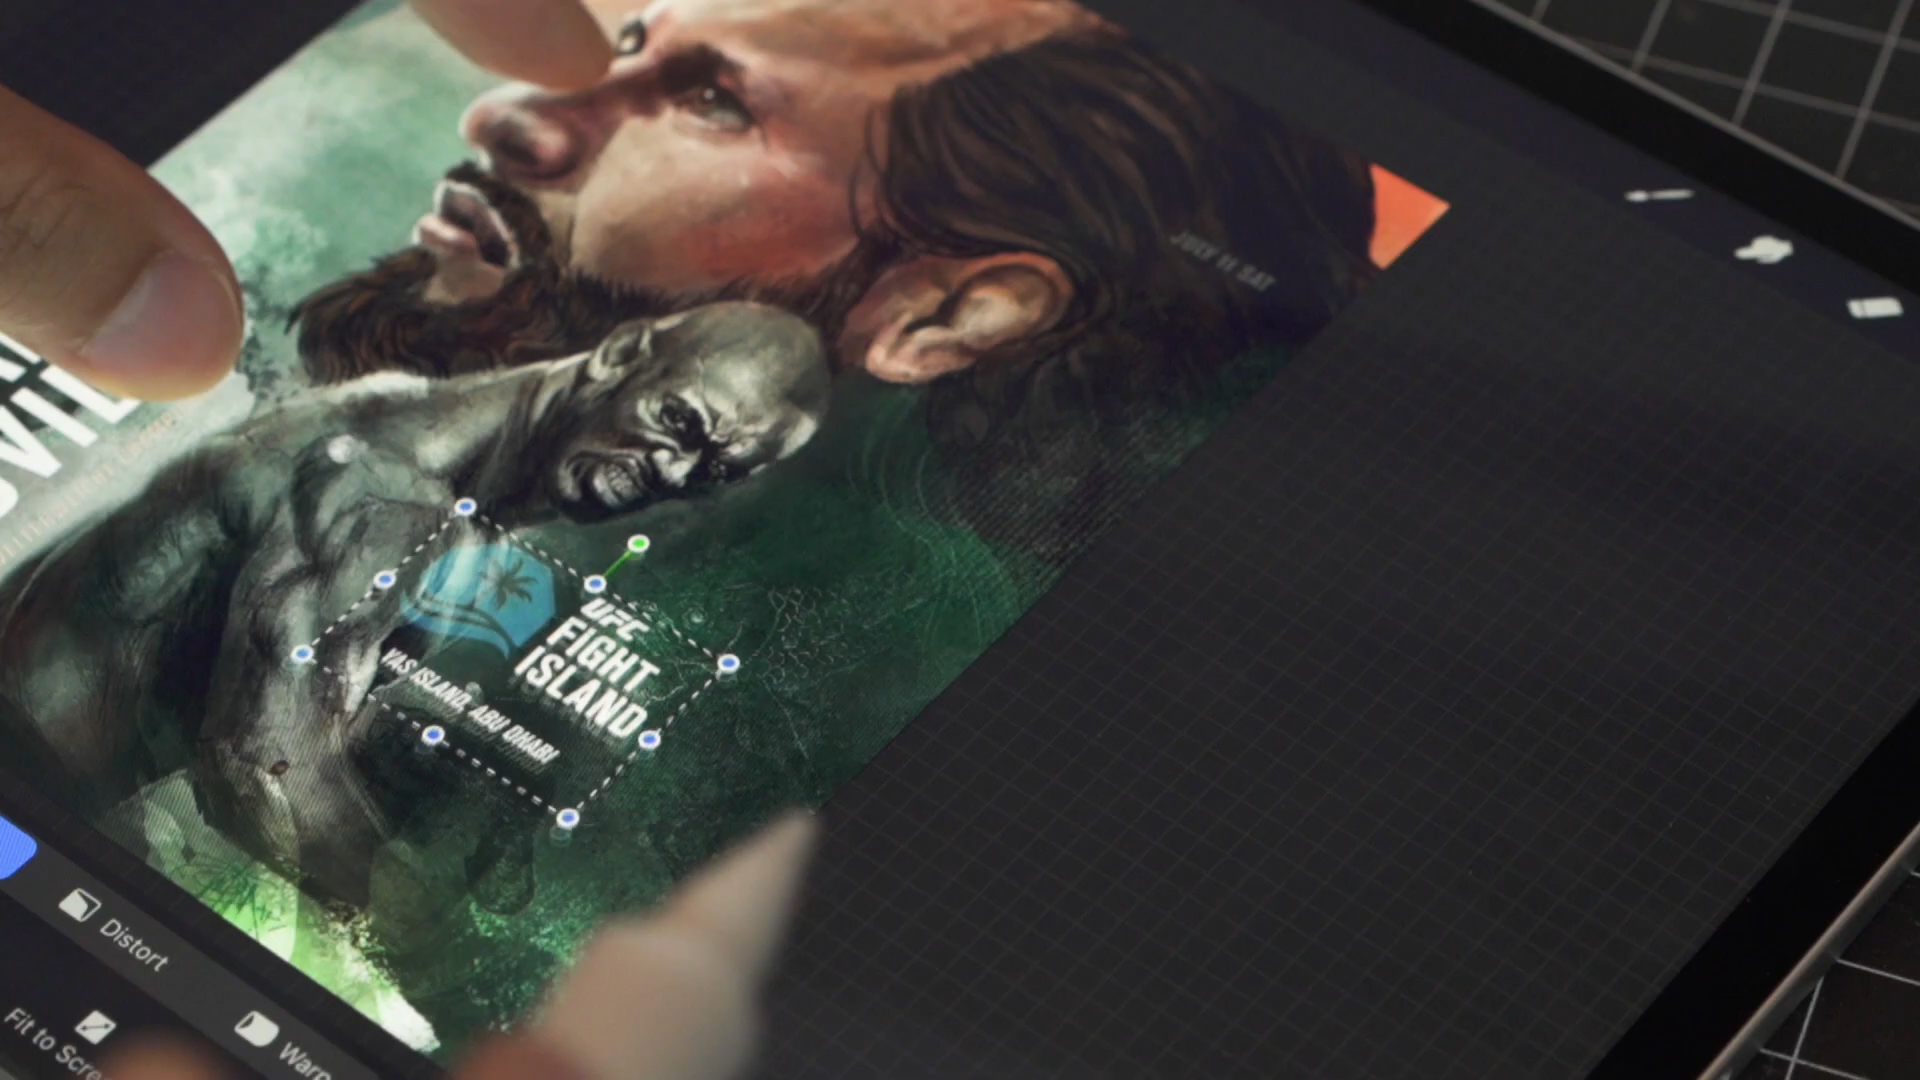 JULY 11 SAT
UFC
FIGHT
ISLAND
YAS ISLAND, ABU DHABI
Distort
Fit to Scre
Warp